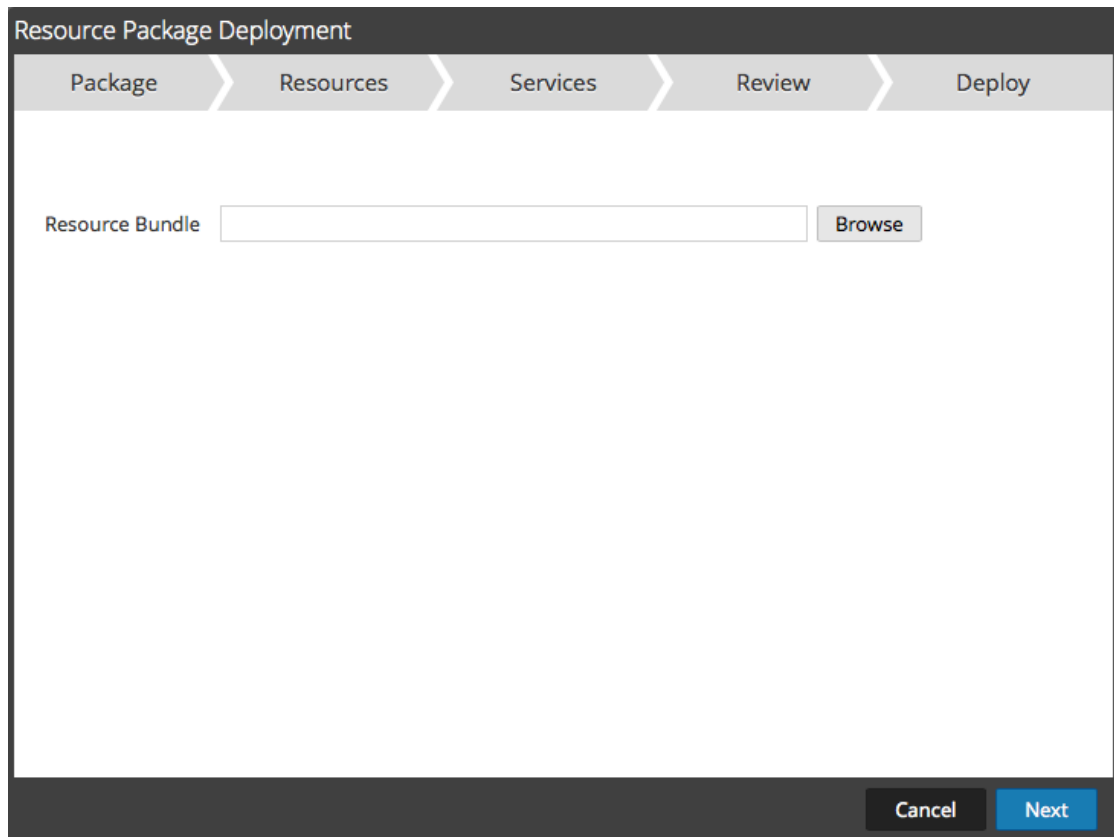 Resource Package Deployment
Package Resources Services Review Deploy
Resource Bundle Browse
Cancel Next